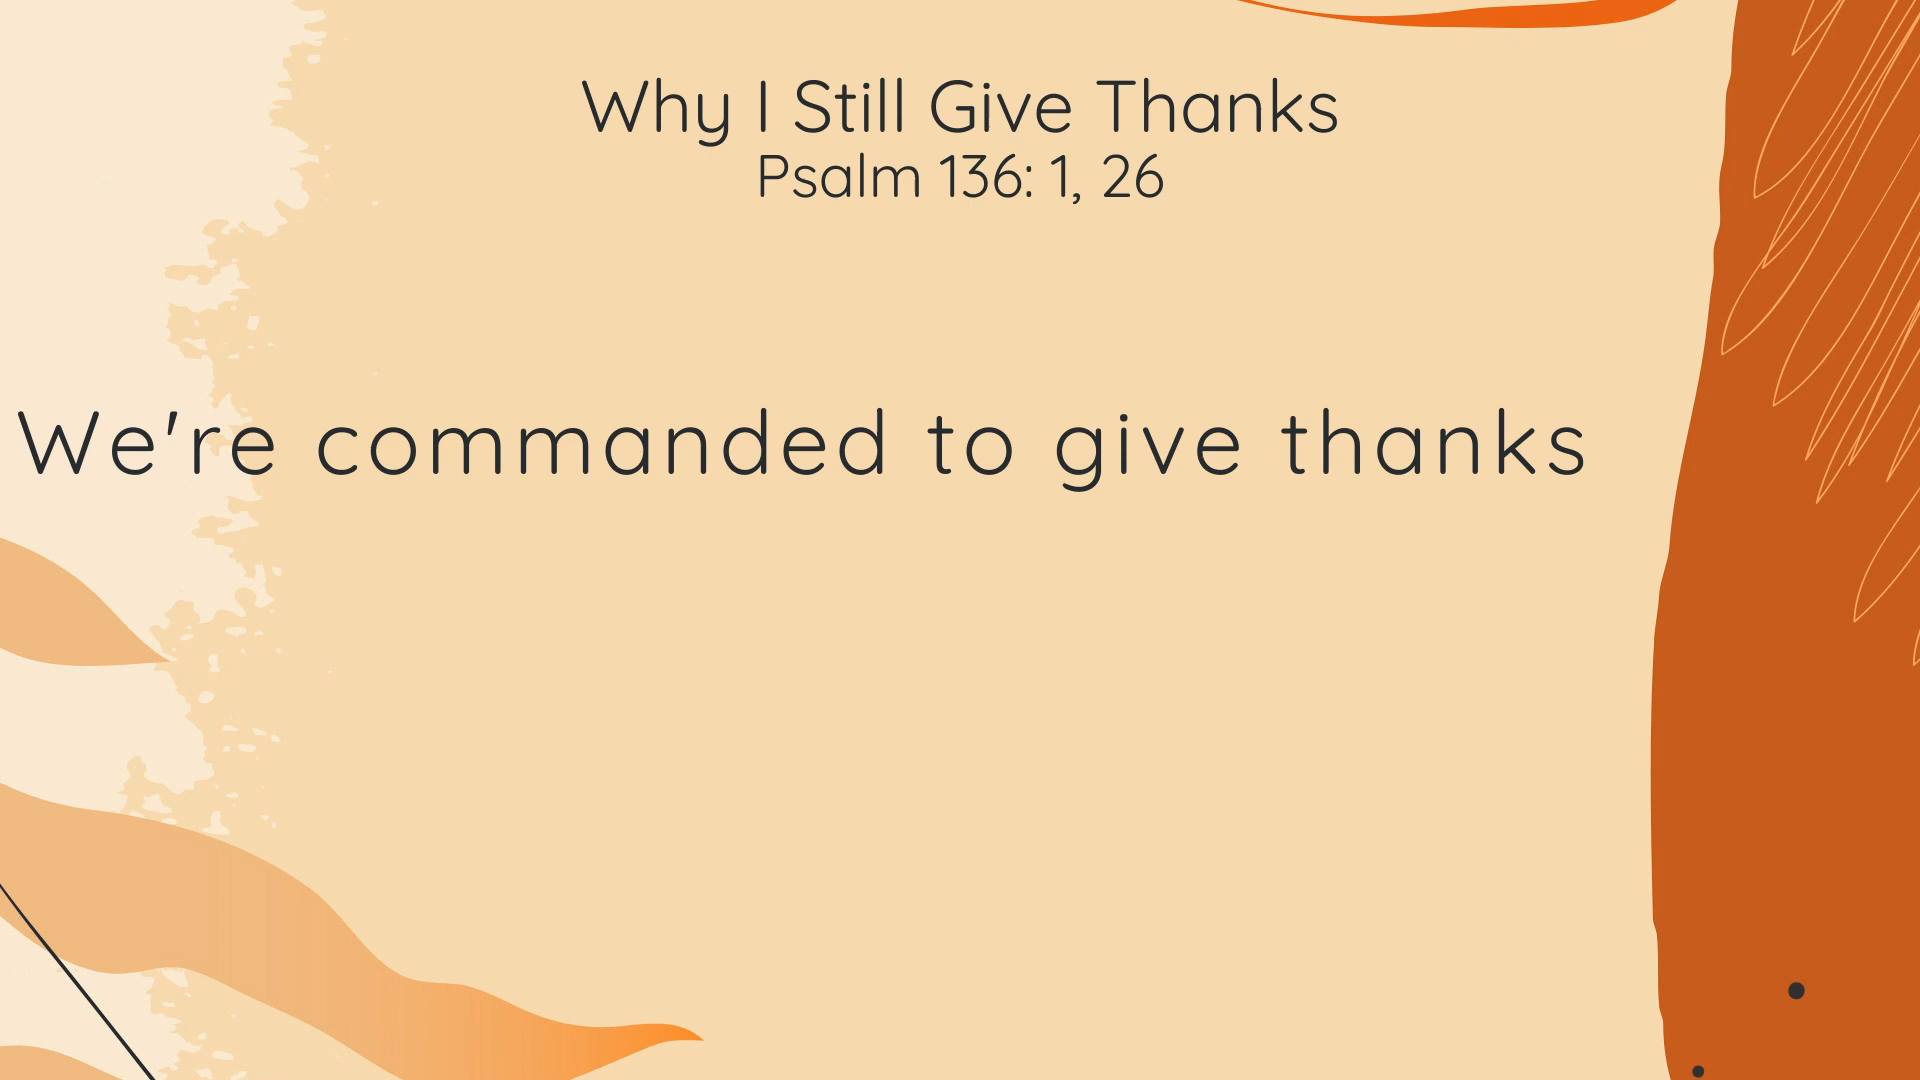 Why I Still Give Thanks
Psalm 136: 1, 26
We're commanded to give thanks